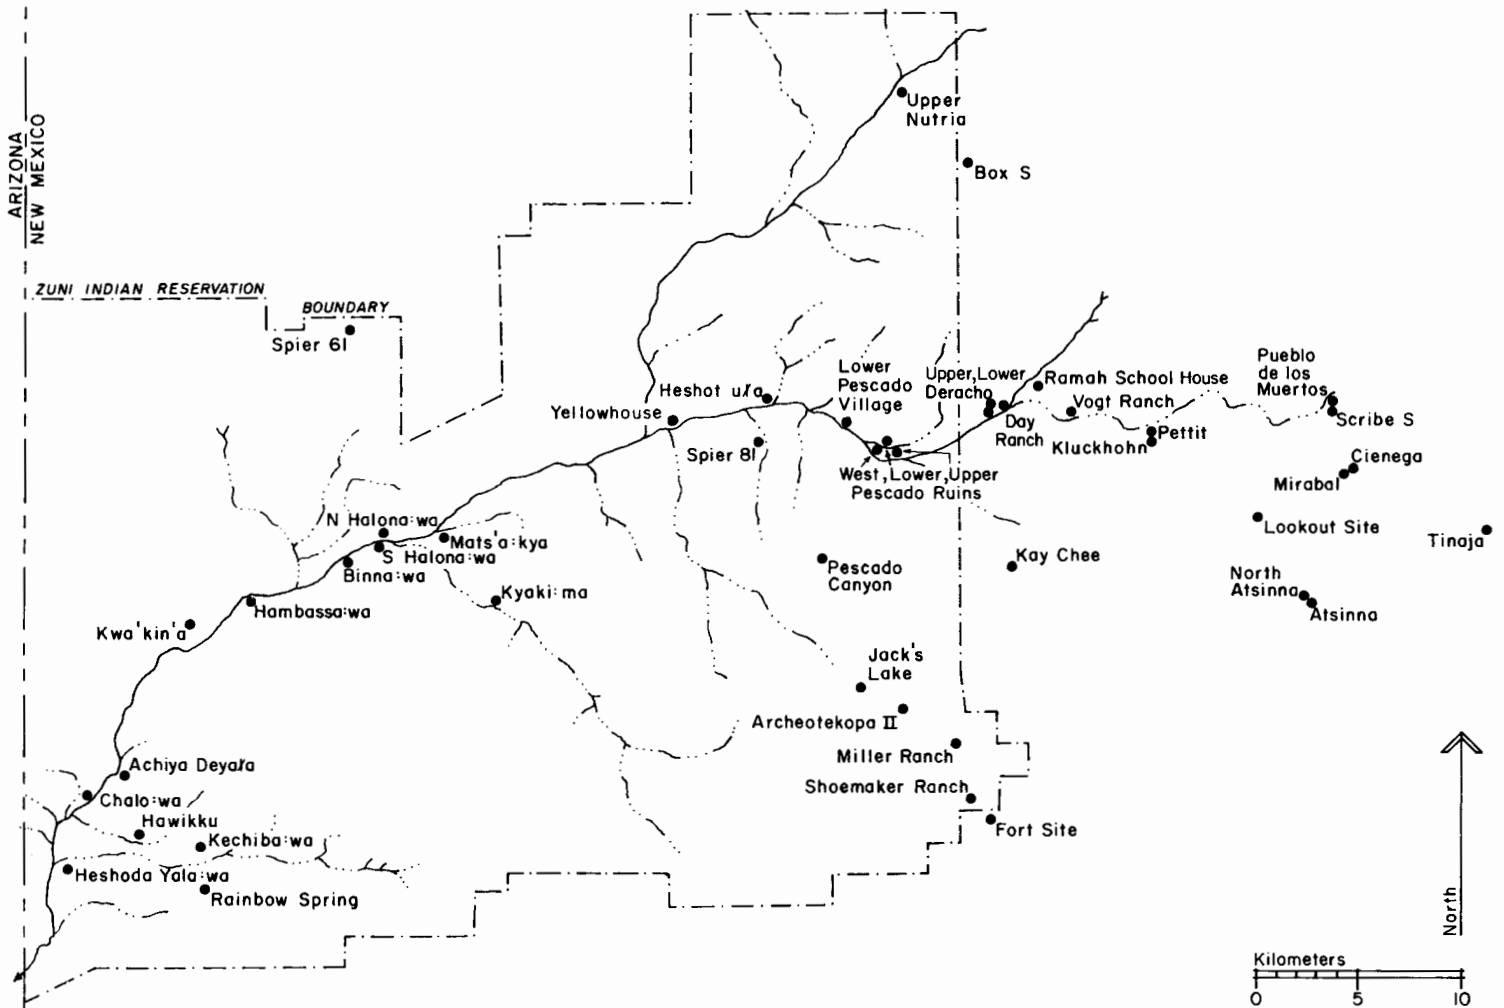 ARIZONA
NEW MEXICO
Upper
Nutria
Box S
ZUNI INDIAN RESERVATION
BOUNDARY
Spier 61
Lower
Pescado
Village
Upper, Lower
Deracho
Ramah School House
Pueblo
de los
Muertos
Heshot uła
Yellowhouse
Vogt Ranch
Day
Ranch
Scribe S
Pettit
Kluckhohn
Spier 81
West, Lower, Upper
Pescado Ruins
Cienega
Mirabal
Lookout Site
Tinaja
N Halona:wa
S Halona:wa
Mats'a:kya
Binna:wa
Kyaki:ma
Pescado
Canyon
Kay Chee
North
Atsinna
Atsinna
Hambassa:wa
Kwa'kin'a
Jack's
Lake
Archeotekopa II
Miller Ranch
Shoemaker Ranch
Fort Site
Achiya Deyała
Chalo:wa
Hawikku
Kechiba:wa
Heshoda Yala:wa
Rainbow Spring
North
Kilometers
0 5 10